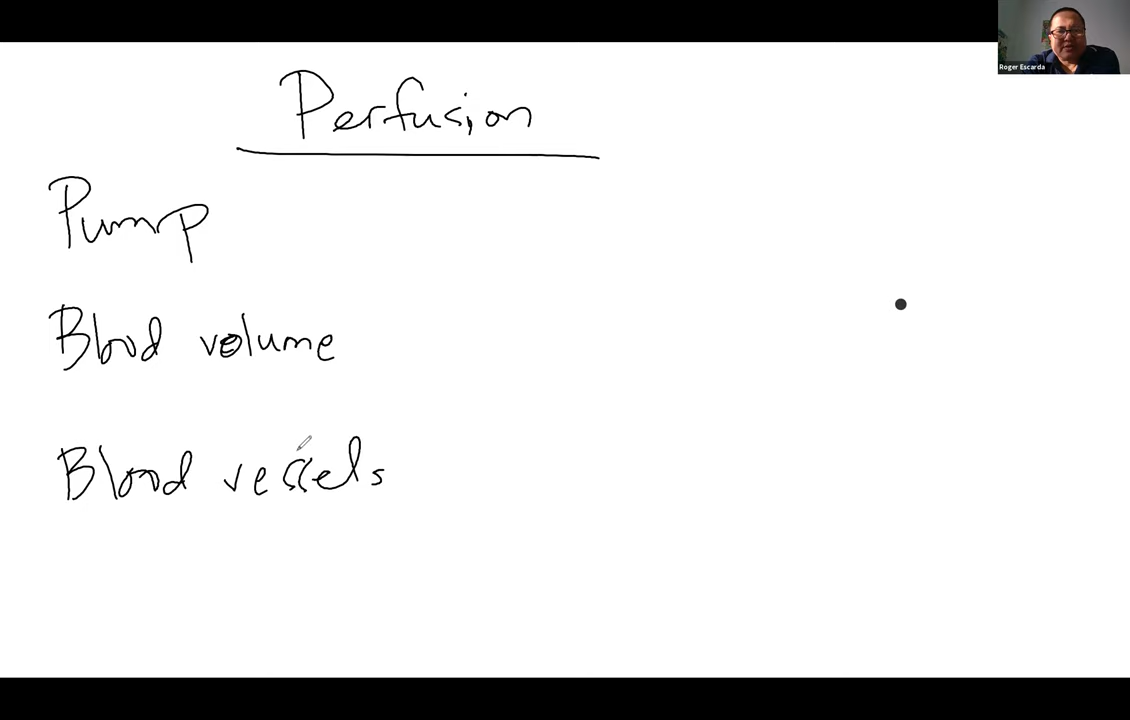 Perfusion
Roger Escarda
Pump
Blood volume
Blood vessels